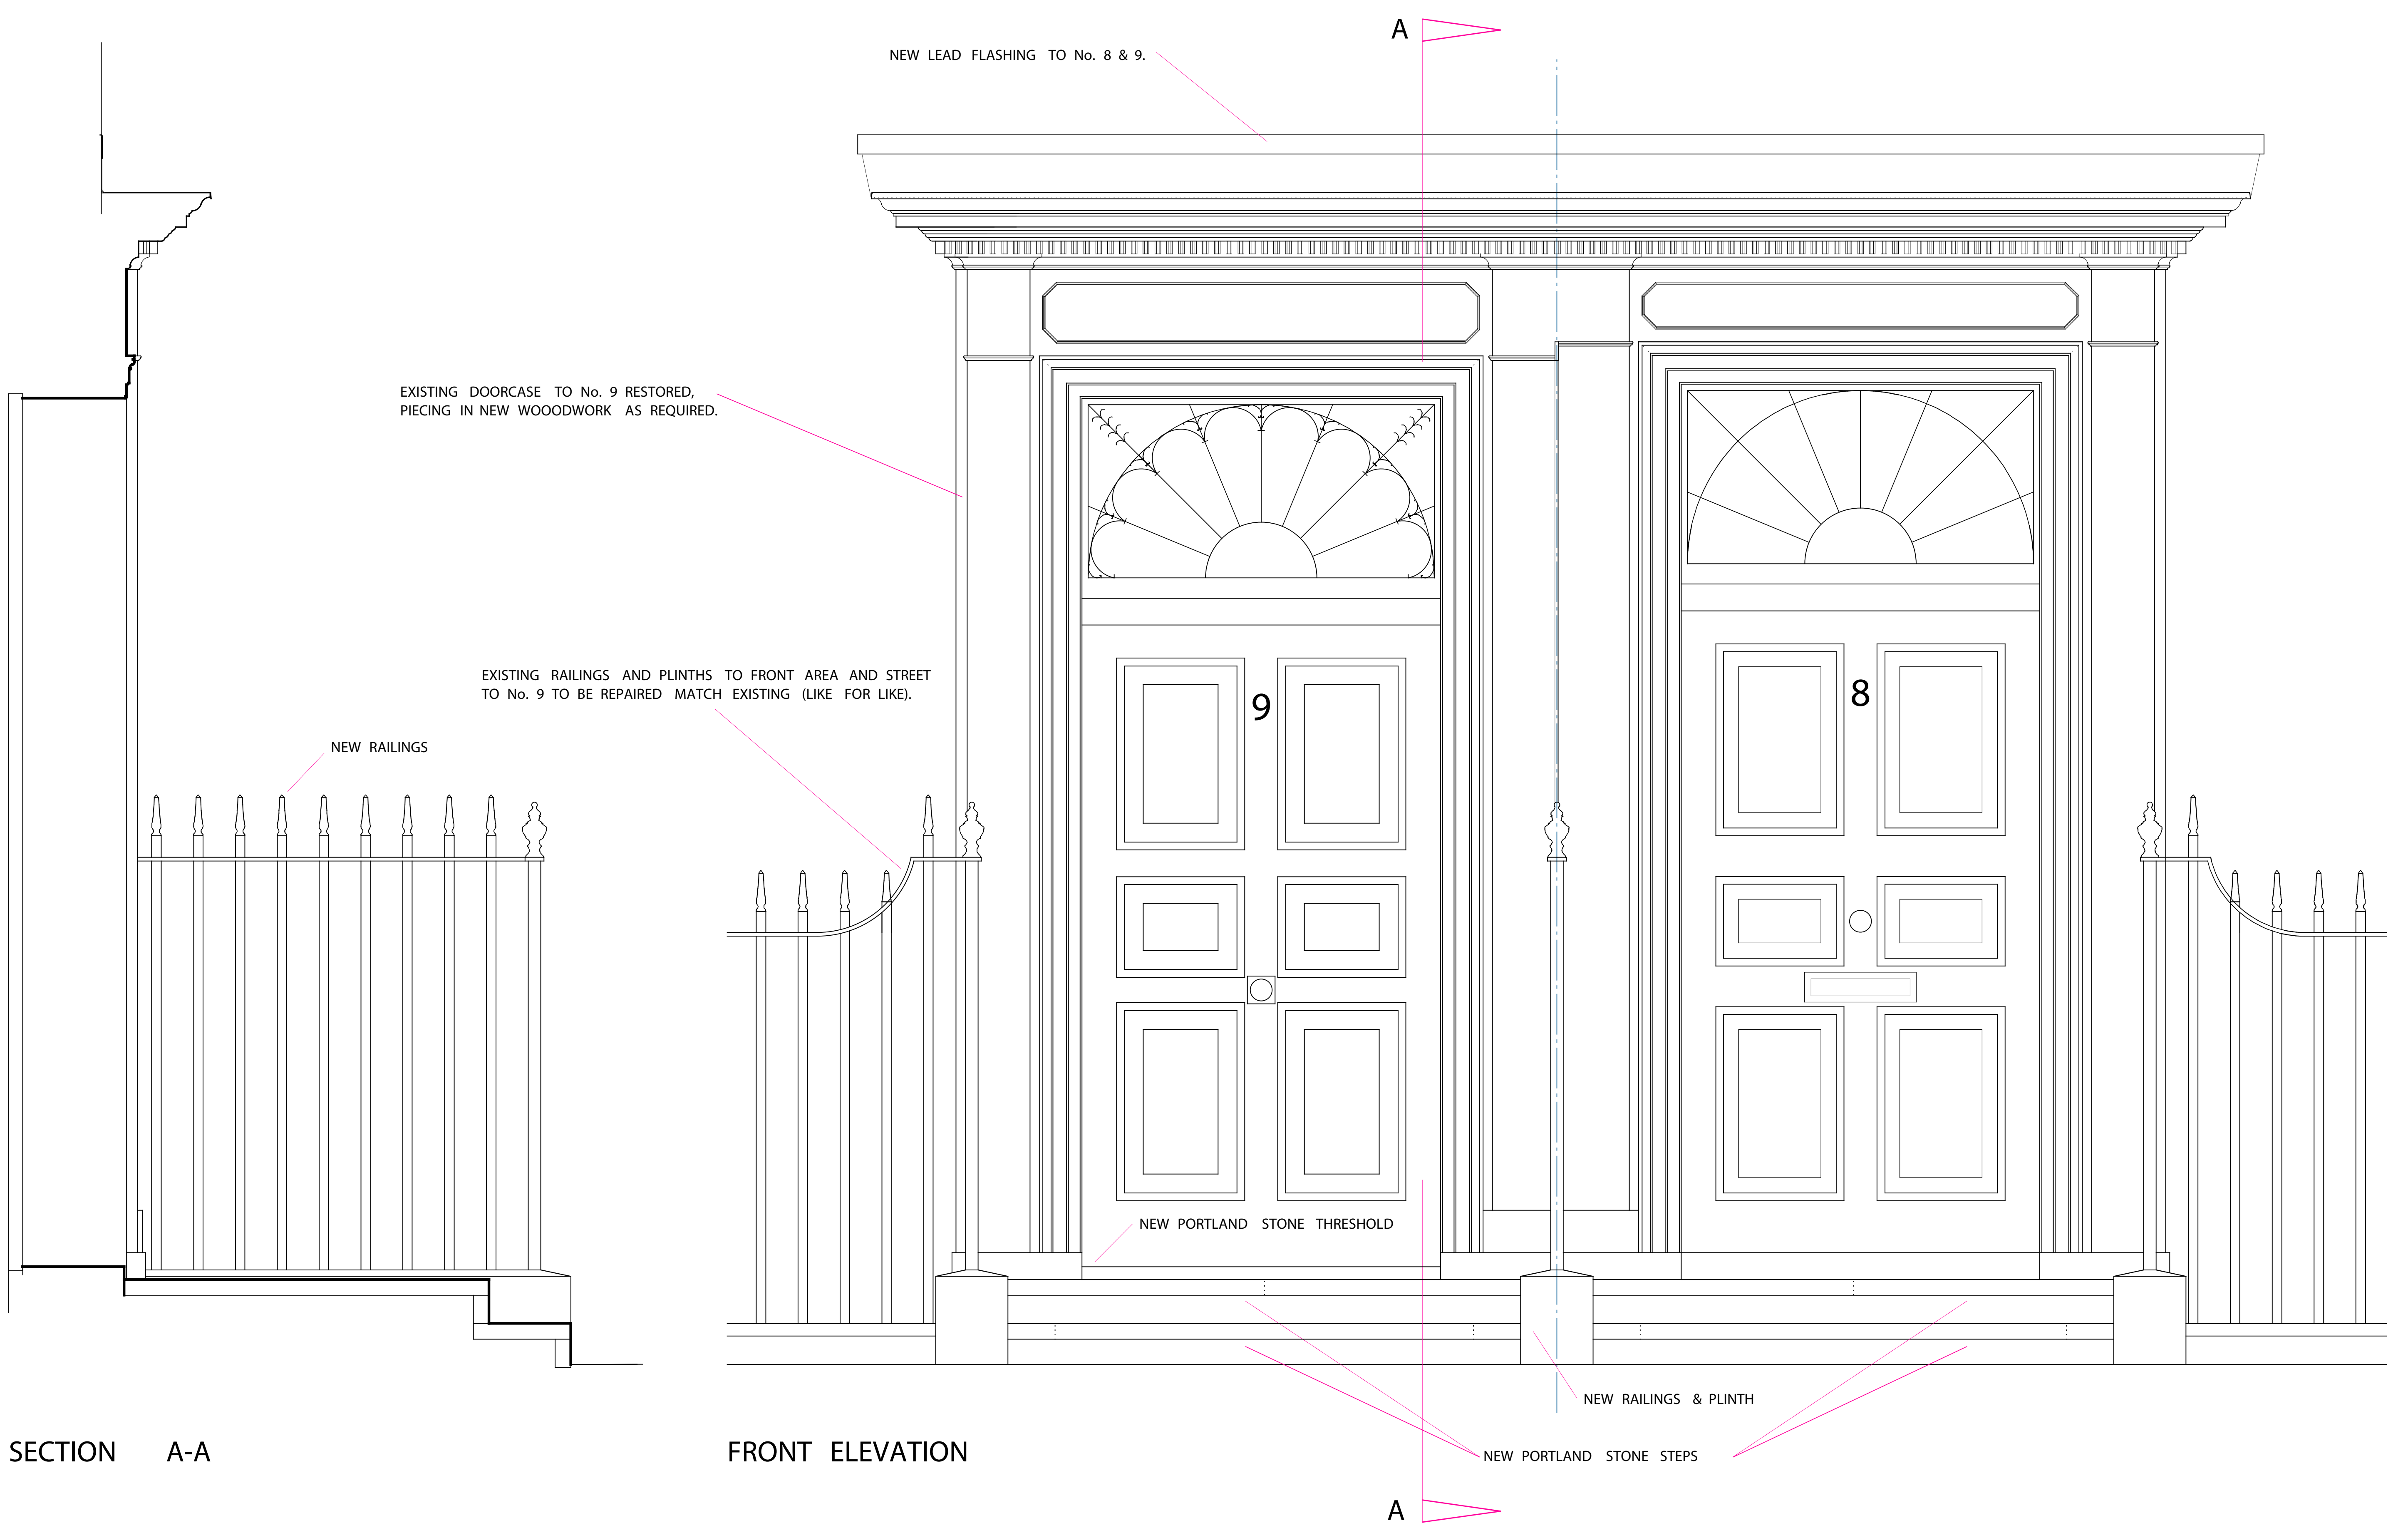 A
NEW LEAD FLASHING TO No. 8 & 9.
EXISTING DOORCASE TO No. 9 RESTORED,
PIECING IN NEW WOOODWORK AS REQUIRED.
EXISTING RAILINGS AND PLINTHS TO FRONT AREA AND STREET
TO No. 9 TO BE REPAIRED MATCH EXISTING (LIKE FOR LIKE).
9
8
NEW RAILINGS
NEW PORTLAND STONE THRESHOLD
NEW RAILINGS & PLINTH
NEW PORTLAND STONE STEPS
SECTION A-A
FRONT ELEVATION
A